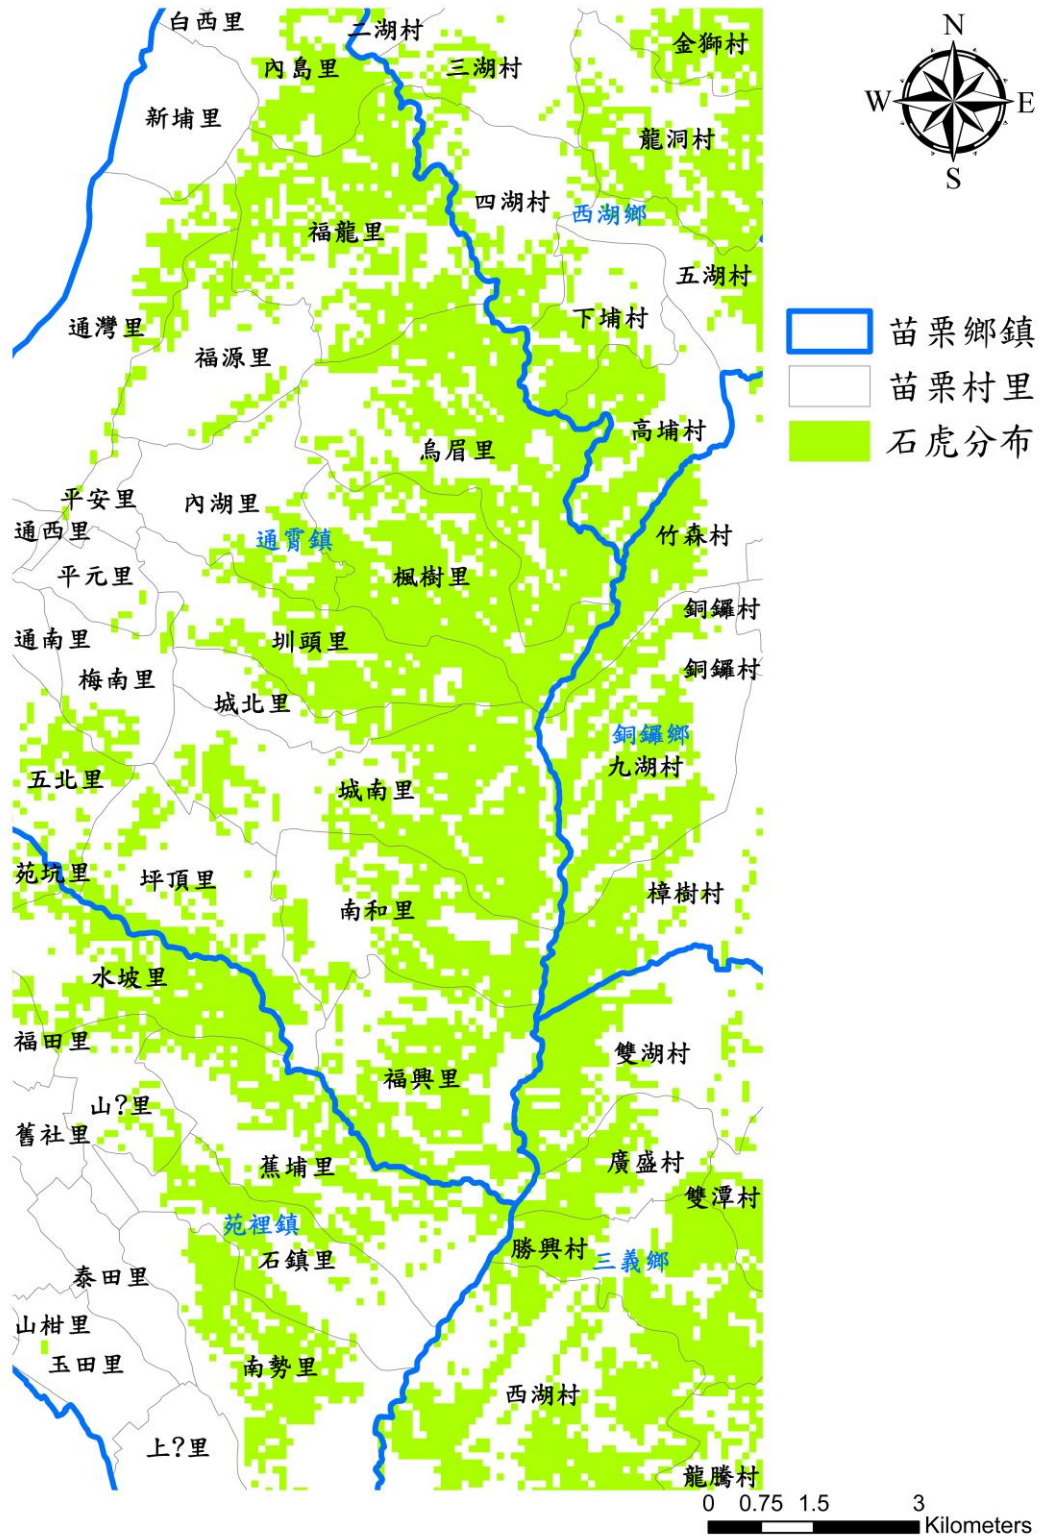 白西里
二湖村
金獅村
內島里
三湖村
新埔里
龍洞村
四湖村
西湖鄉
福龍里
五湖村
通灣里
下埔村
福源里
高埔村
烏眉里
平安里
內湖里
通西里
通霄鎮
竹森村
平元里
楓樹里
銅鑼村
通南里
圳頭里
銅鑼村
梅南里
城北里
銅鑼鄉
九湖村
五北里
城南里
苑坑里
坪頂里
樟樹村
南和里
水坡里
福田里
雙湖村
福興里
山?里
舊社里
蕉埔里
廣盛村
雙潭村
苑裡鎮
勝興村
石鎮里
三義鄉
泰田里
山柑里
玉田里
南勢里
西湖村
上?里
龍騰村
N
W
E
S
苗栗鄉鎮
苗栗村里
石虎分布
0 0.75 1.5 3
Kilometers